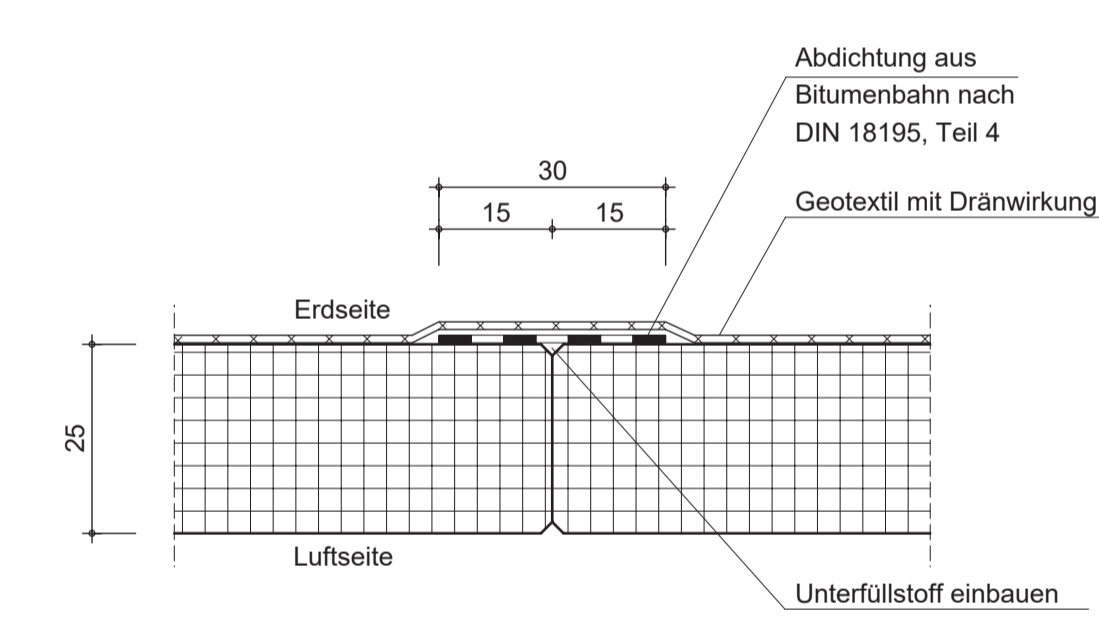 Abdichtung aus
Bitumenbahn nach
DIN 18195, Teil 4
30
15
15
Geotextil mit Dränwirkung
Erdseite
25
Luftseite
Unterfüllstoff einbauen